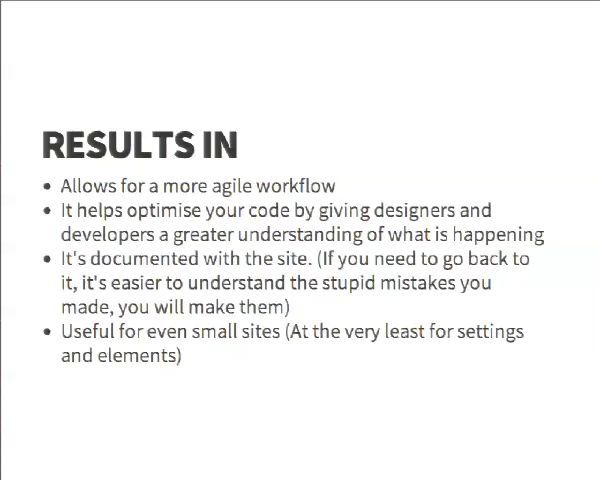 RESULTS IN
• Allows for a more agile workflow
• It helps optimise your code by giving designers and
developers a greater understanding of what is happening
• It's documented with the site. (If you need to go back to
it, it's easier to understand the stupid mistakes you
made, you will make them)
• Useful for even small sites (At the very least for settings
and elements)